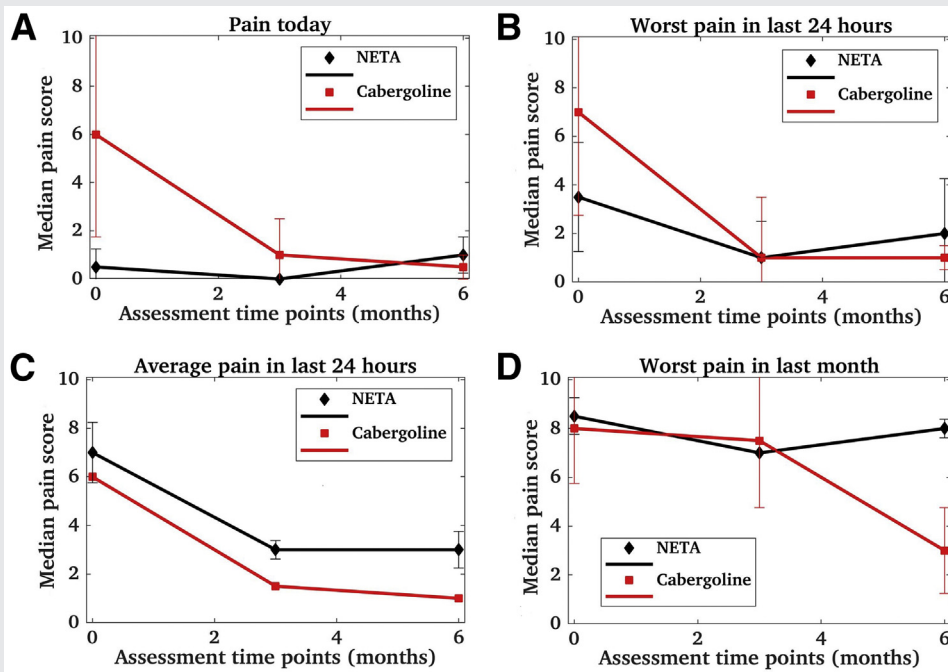 A
Pain today
10
8
6
4
2
0
Median pain score
NETA
Cabergoline
0 2 4 6
Assessment time points (months)
B
Worst pain in last 24 hours
10
8
6
4
2
0
Median pain score
NETA
Cabergoline
0 2 4 6
Assessment time points (months)
C
Average pain in last 24 hours
10
8
6
4
2
0
Median pain score
NETA
Cabergoline
0 2 4 6
Assessment time points (months)
D
Worst pain in last month
10
8
6
4
2
0
Median pain score
NETA
Cabergoline
0 2 4 6
Assessment time points (months)